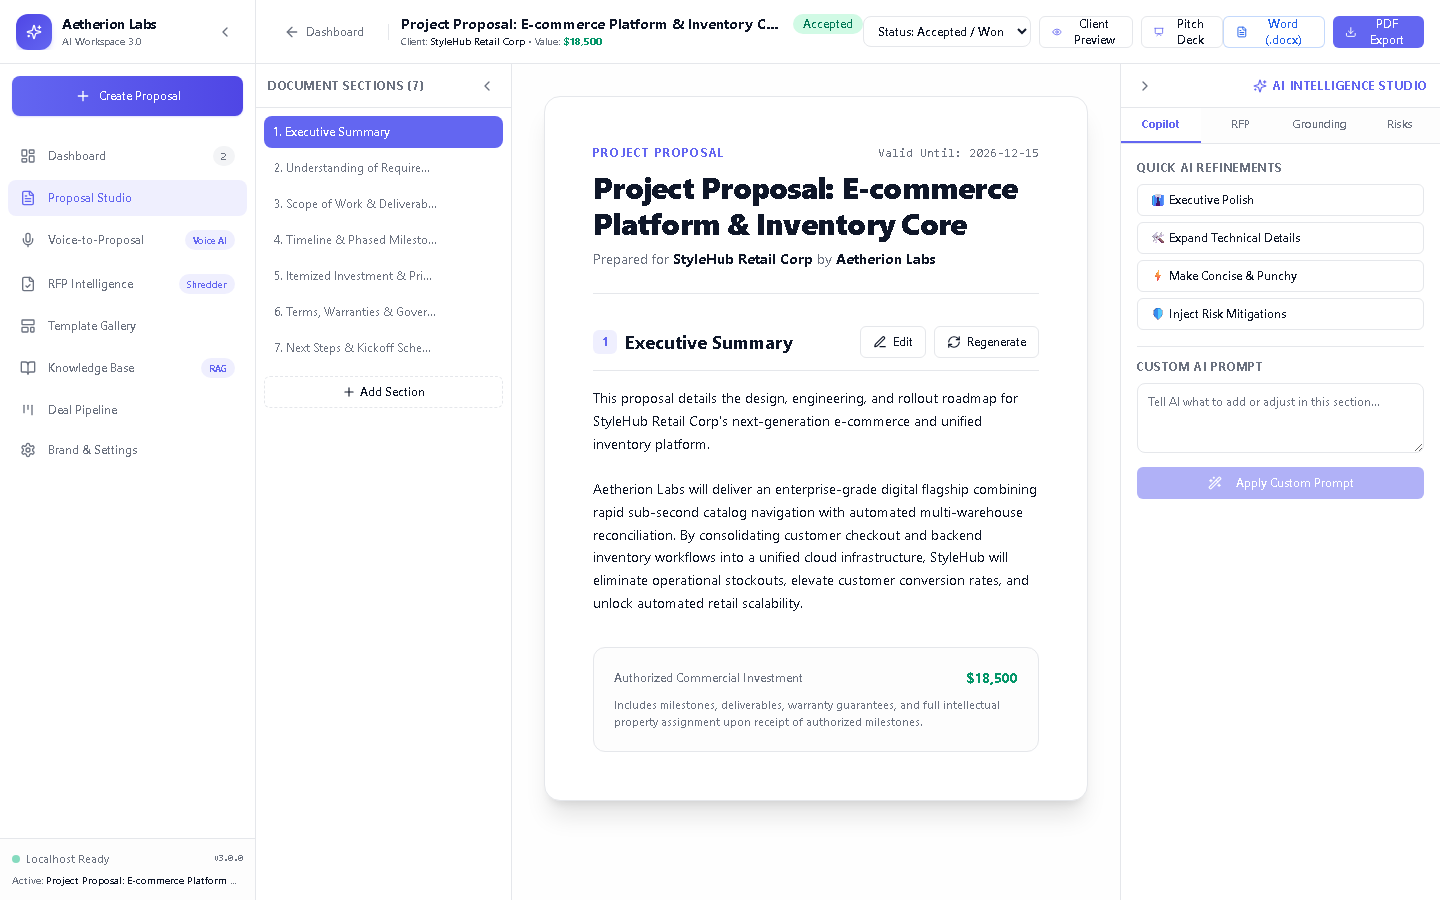 Aetherion Labs
AI Workspace 3.0
Create Proposal
Dashboard 2
Proposal Studio
Voice-to-Proposal Voice AI
RFP Intelligence Shredder
Template Gallery
Knowledge Base RAG
Deal Pipeline
Brand & Settings
Localhost Ready v3.0.0
Active: Project Proposal: E-commerce Platform ...
Dashboard
Project Proposal: E-commerce Platform & Inventory C...
Client: StyleHub Retail Corp • Value: $18,500
Accepted
Status: Accepted / Won
Client Preview
Pitch Deck
Word (.docx)
PDF Export
DOCUMENT SECTIONS (7)
1. Executive Summary
2. Understanding of Require...
3. Scope of Work & Deliverab...
4. Timeline & Phased Milesto...
5. Itemized Investment & Pri...
6. Terms, Warranties & Gover...
7. Next Steps & Kickoff Sche...
Add Section
PROJECT PROPOSAL
Valid Until: 2026-12-15
Project Proposal: E-commerce
Platform & Inventory Core
Prepared for StyleHub Retail Corp by Aetherion Labs
1 Executive Summary
Edit
Regenerate
This proposal details the design, engineering, and rollout roadmap for
StyleHub Retail Corp's next-generation e-commerce and unified
inventory platform.
Aetherion Labs will deliver an enterprise-grade digital flagship combining
rapid sub-second catalog navigation with automated multi-warehouse
reconciliation. By consolidating customer checkout and backend
inventory workflows into a unified cloud infrastructure, StyleHub will
eliminate operational stockouts, elevate customer conversion rates, and
unlock automated retail scalability.
Authorized Commercial Investment $18,500
Includes milestones, deliverables, warranty guarantees, and full intellectual
property assignment upon receipt of authorized milestones.
AI INTELLIGENCE STUDIO
Copilot RFP Grounding Risks
QUICK AI REFINEMENTS
Executive Polish
Expand Technical Details
Make Concise & Punchy
Inject Risk Mitigations
CUSTOM AI PROMPT
Tell AI what to add or adjust in this section...
Apply Custom Prompt